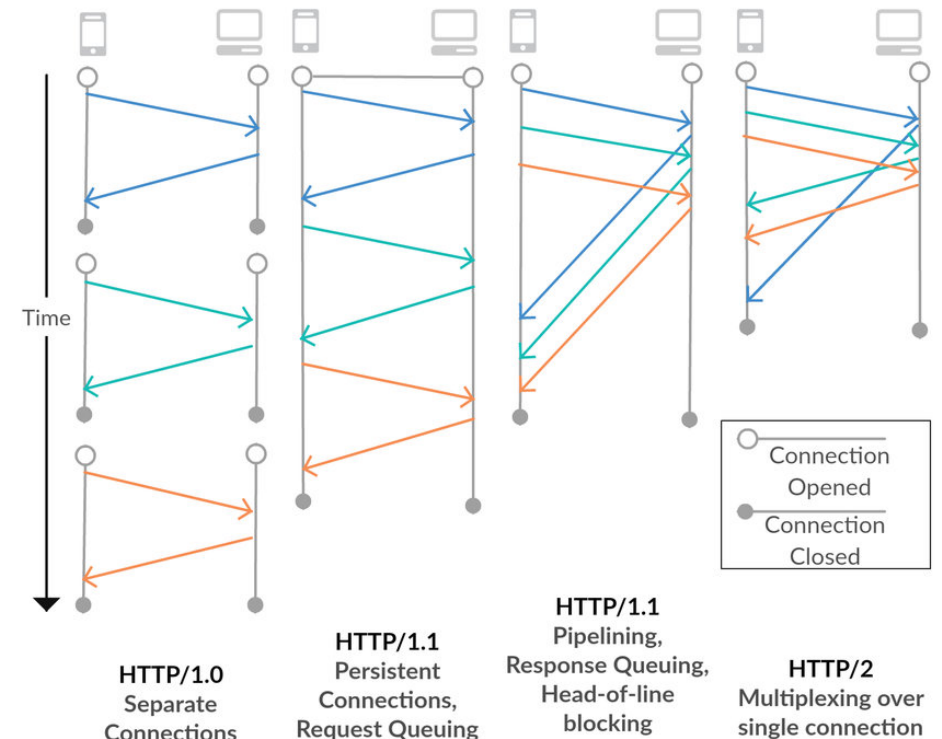 Time
Connection
Opened
Connection
Closed
HTTP/1.0
Separate
Connections
HTTP/1.1
Persistent
Connections,
Request Queuing
HTTP/1.1
Pipelining,
Response Queuing,
Head-of-line
blocking
HTTP/2
Multiplexing over
single connection